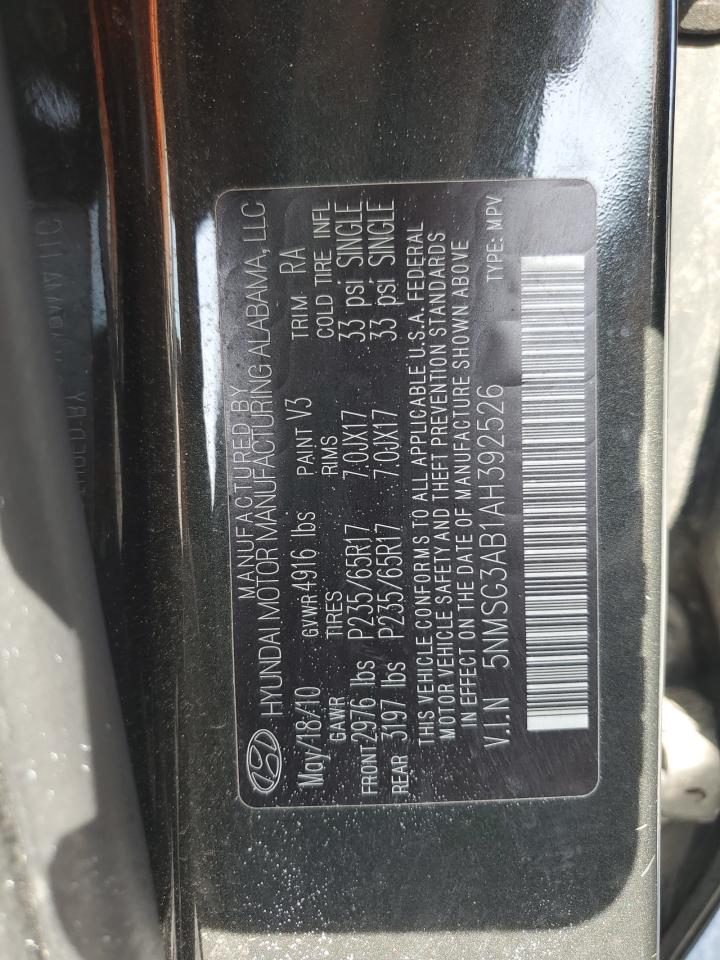 MANUFACTURED BY
HYUNDAI MOTOR MANUFACTURING ALABAMA, LLC
May/18/10 GVWR 4916 lbs PAINT V3 TRIM RA
GAWR TIRES RIMS COLD TIRE INFL
FRONT 2976 lbs P235/65R17 7.0JX17 33 psi SINGLE
REAR 3197 lbs P235/65R17 7.0JX17 33 psi SINGLE
THIS VEHICLE CONFORMS TO ALL APPLICABLE U.S.A. FEDERAL
MOTOR VEHICLE SAFETY AND THEFT PREVENTION STANDARDS
IN EFFECT ON THE DATE OF MANUFACTURE SHOWN ABOVE
V.I.N 5NMSG3AB1AH392526 TYPE: MPV